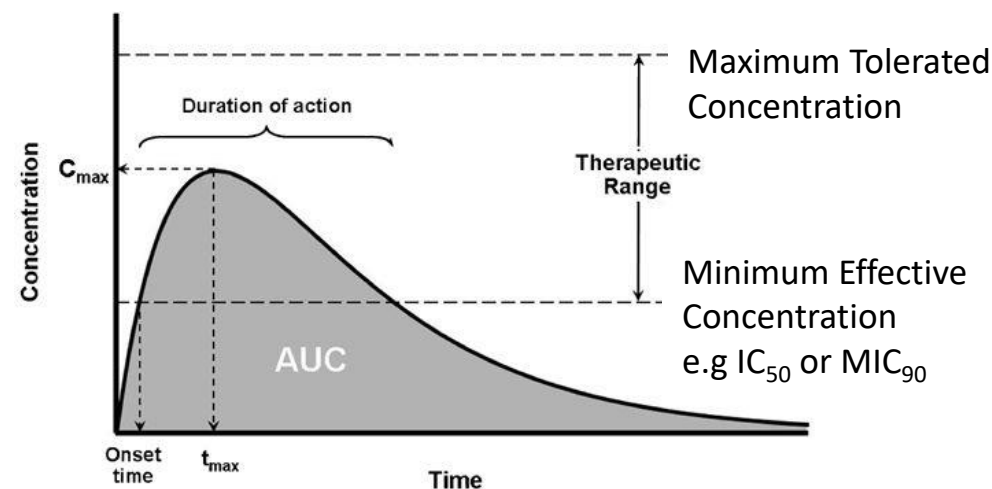 Maximum Tolerated
Concentration
Duration of action
Therapeutic
Range
Cmax
Concentration
Minimum Effective
Concentration
e.g IC50 or MIC90
AUC
Onset
time
tmax
Time